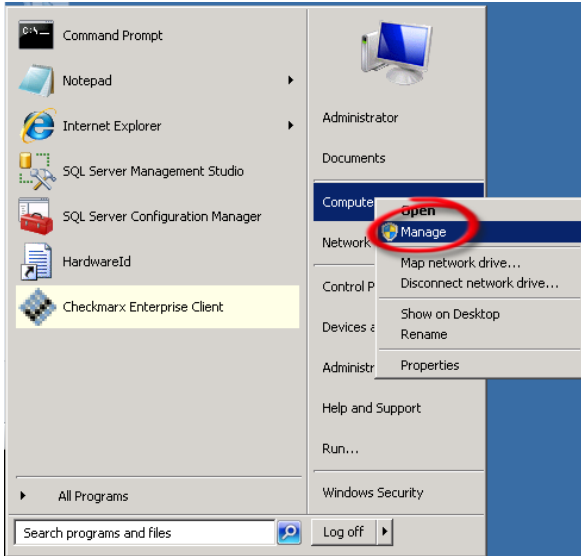 Command Prompt
Notepad
Internet Explorer
SQL Server Management Studio
SQL Server Configuration Manager
HardwareId
Checkmarx Enterprise Client
All Programs
Search programs and files
Administrator
Documents
Compute
Network
Control P
Devices a
Administr
Help and Support
Run...
Windows Security
Log off
Open
Manage
Map network drive...
Disconnect network drive...
Show on Desktop
Rename
Properties